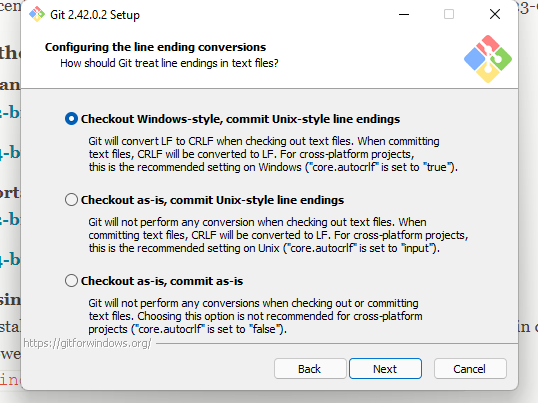 Git 2.42.0.2 Setup
Configuring the line ending conversions
How should Git treat line endings in text files?
Checkout Windows-style, commit Unix-style line endings
Git will convert LF to CRLF when checking out text files. When committing
text files, CRLF will be converted to LF. For cross-platform projects,
this is the recommended setting on Windows ("core.autocrlf" is set to "true").
Checkout as-is, commit Unix-style line endings
Git will not perform any conversion when checking out text files. When
committing text files, CRLF will be converted to LF. For cross-platform projects,
this is the recommended setting on Unix ("core.autocrlf" is set to "input").
Checkout as-is, commit as-is
Git will not perform any conversions when checking out or committing
text files. Choosing this option is not recommended for cross-platform
projects ("core.autocrlf" is set to "false").
https://gitforwindows.org/
Back
Next
Cancel